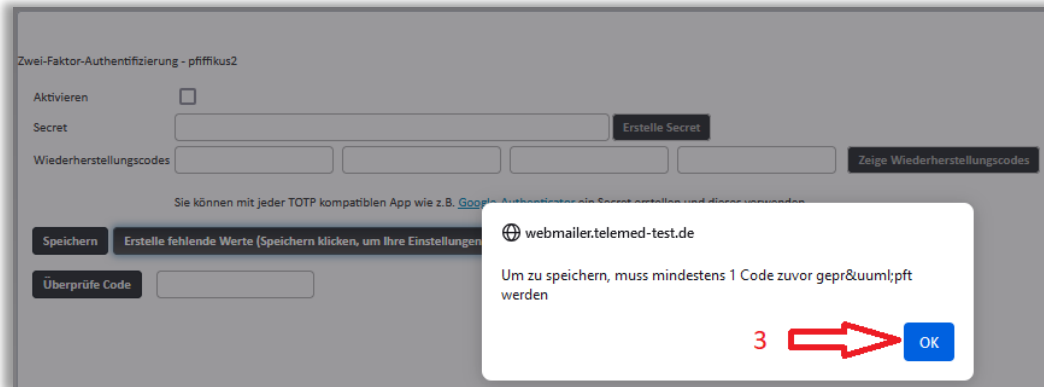 Zwei-Faktor-Authentifizierung - pfiffikus2
Aktivieren
Secret
Erstelle Secret
Wiederherstellungscodes
Zeige Wiederherstellungscodes
Sie können mit jeder TOTP kompatiblen App wie z.B. Google Authenticator ein Secret erstellen und dieses verwenden
Speichern
Erstelle fehlende Werte (Speichern klicken, um Ihre Einstellungen
Überprüfe Code
webmailer.telemed-test.de
Um zu speichern, muss mindestens 1 Code zuvor gepr&uuml;pft
werden
3
OK